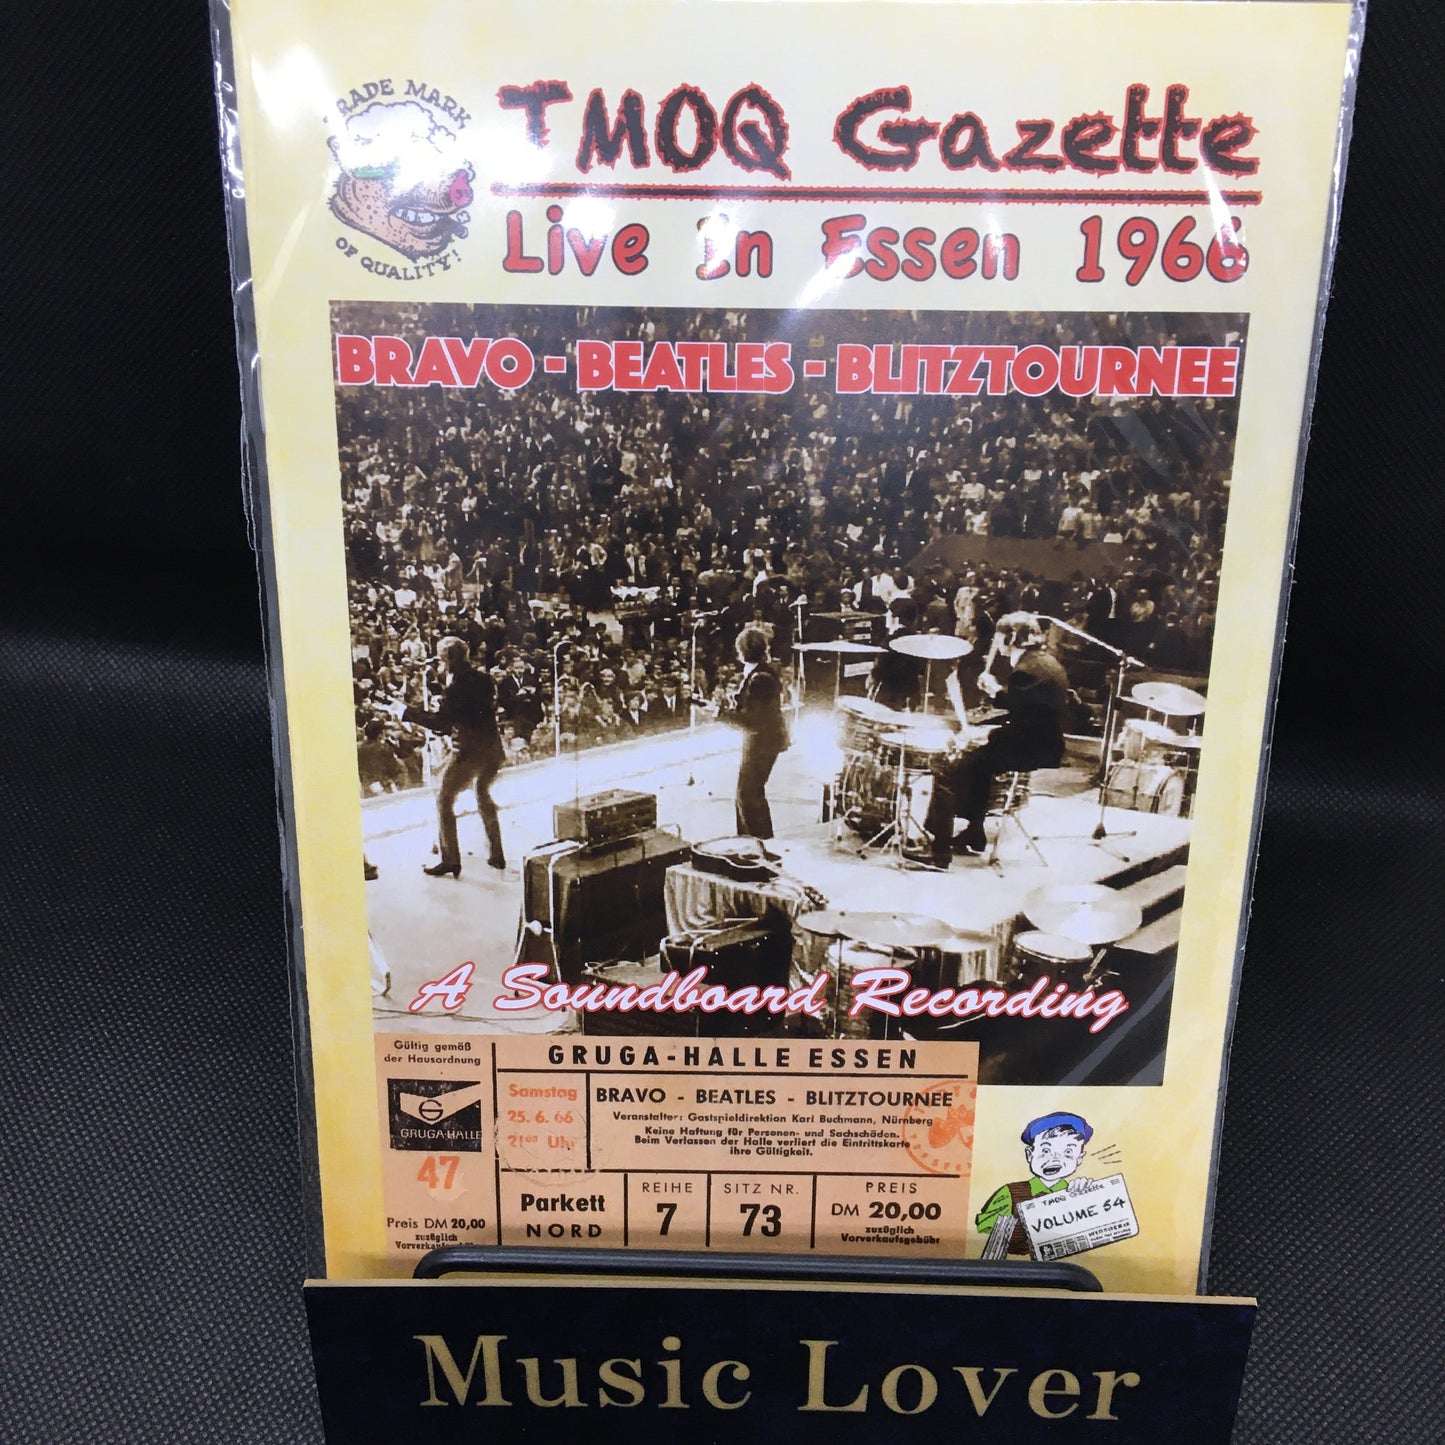 TRADE MARK
OF QUALITY!
TMOQ Gazette
Live In Essen 1966
BRAVO - BEATLES - BLITZTOURNEE
A Soundboard Recording
Gültig gemäß
der Hausordnung
GRUGA-HALLE
47
Preis DM 20,00
zuzüglich
GRUGA-HALLE ESSEN
Samstag
25. 6. 66
21⁰⁰ Uhr
BRAVO - BEATLES - BLITZTOURNEE
Veranstalter: Gastspieldirektion Karl Buchmann, Nürnberg
Keine Haftung für Personen- und Sachschäden.
Beim Verlassen der Halle verliert die Eintrittskarte
ihre Gültigkeit.
Parkett
NORD
REIHE
7
SITZ NR.
73
PREIS
DM 20,00
zuzüglich
Vorverkaufsgebühr
TMOQ Gazette
VOLUME 54
Music Lover